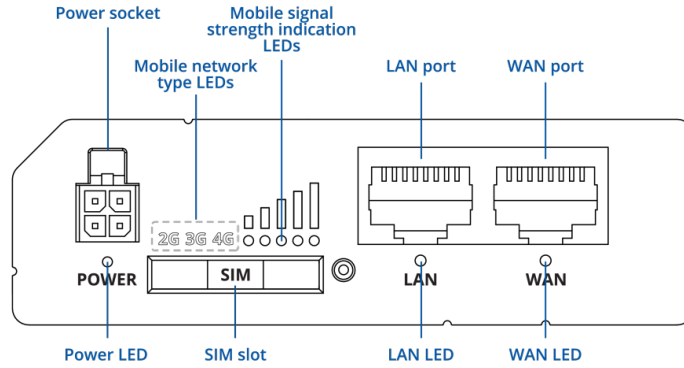 Power socket
Mobile signal
strength indication
LEDs
Mobile network
type LEDs
LAN port
WAN port
2G 3G 4G
POWER
SIM
LAN
WAN
Power LED
SIM slot
LAN LED
WAN LED